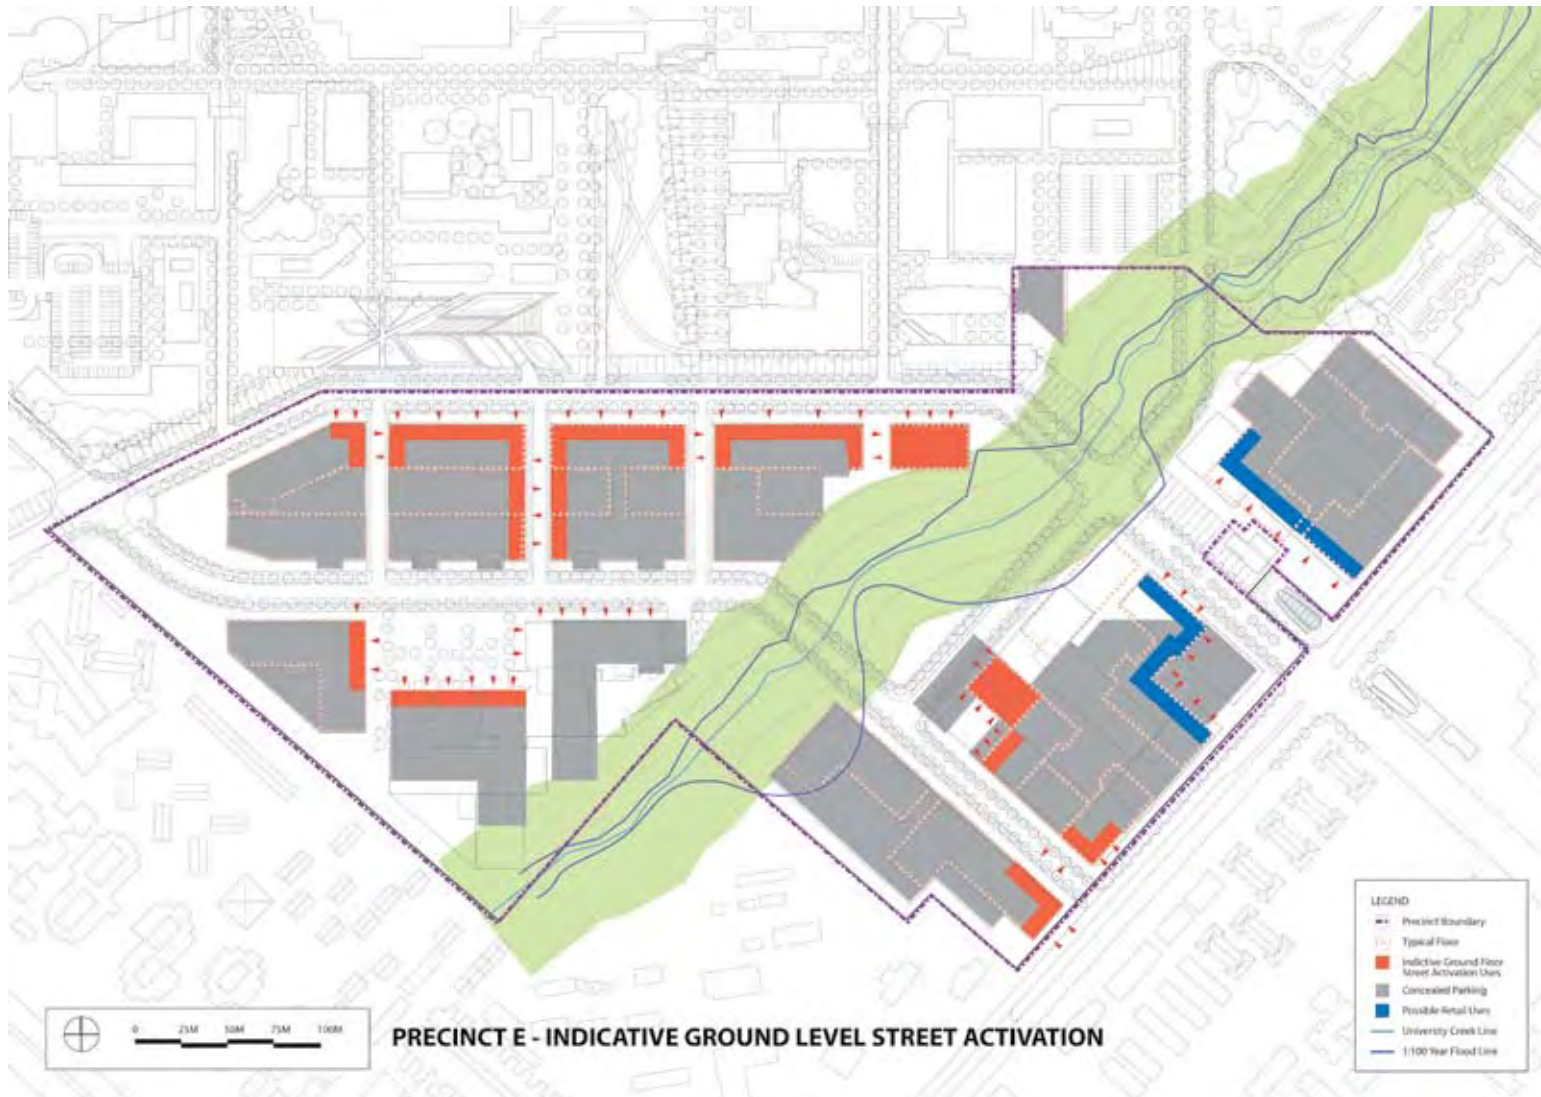 LEGEND
Precinct Boundary
Typical Floor
Indictive Ground Floor
Street Activation Uses
Concealed Parking
Possible Retail Uses
University Creek Line
1:100 Year Flood Line
0 25M 50M 75M 100M
PRECINCT E - INDICATIVE GROUND LEVEL STREET ACTIVATION